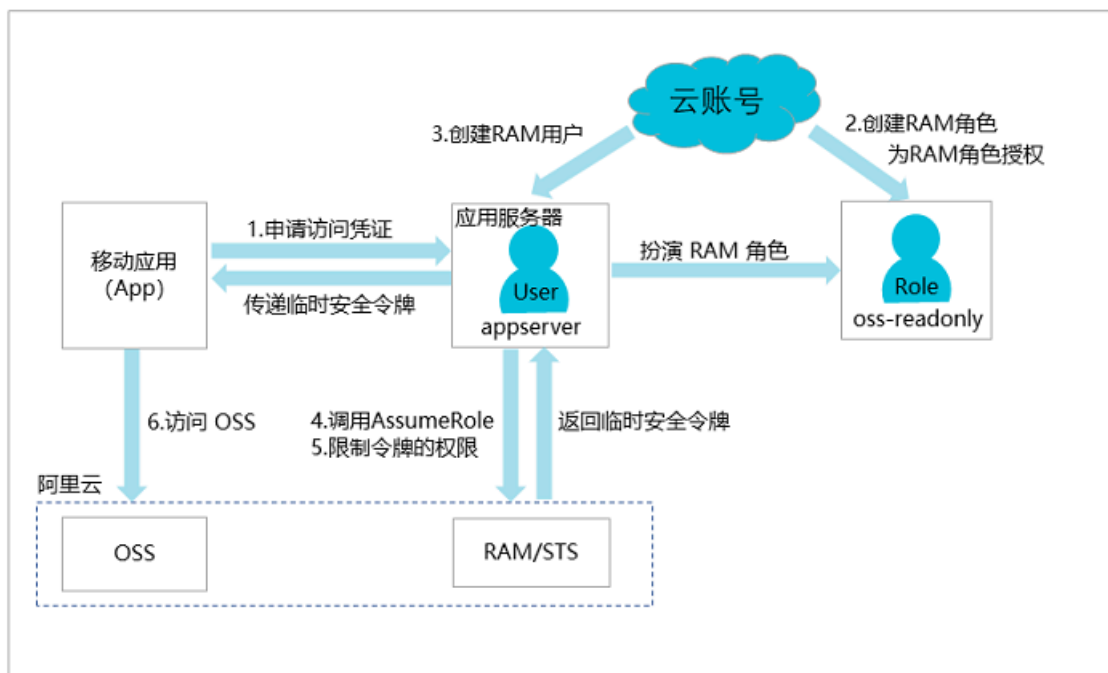 云账号
3.创建RAM用户
2.创建RAM角色
为RAM角色授权
移动应用
（App）
1.申请访问凭证
传递临时安全令牌
应用服务器
User
appserver
扮演 RAM 角色
Role
oss-readonly
6.访问 OSS
4.调用AssumeRole
5.限制令牌的权限
返回临时安全令牌
阿里云
OSS
RAM/STS